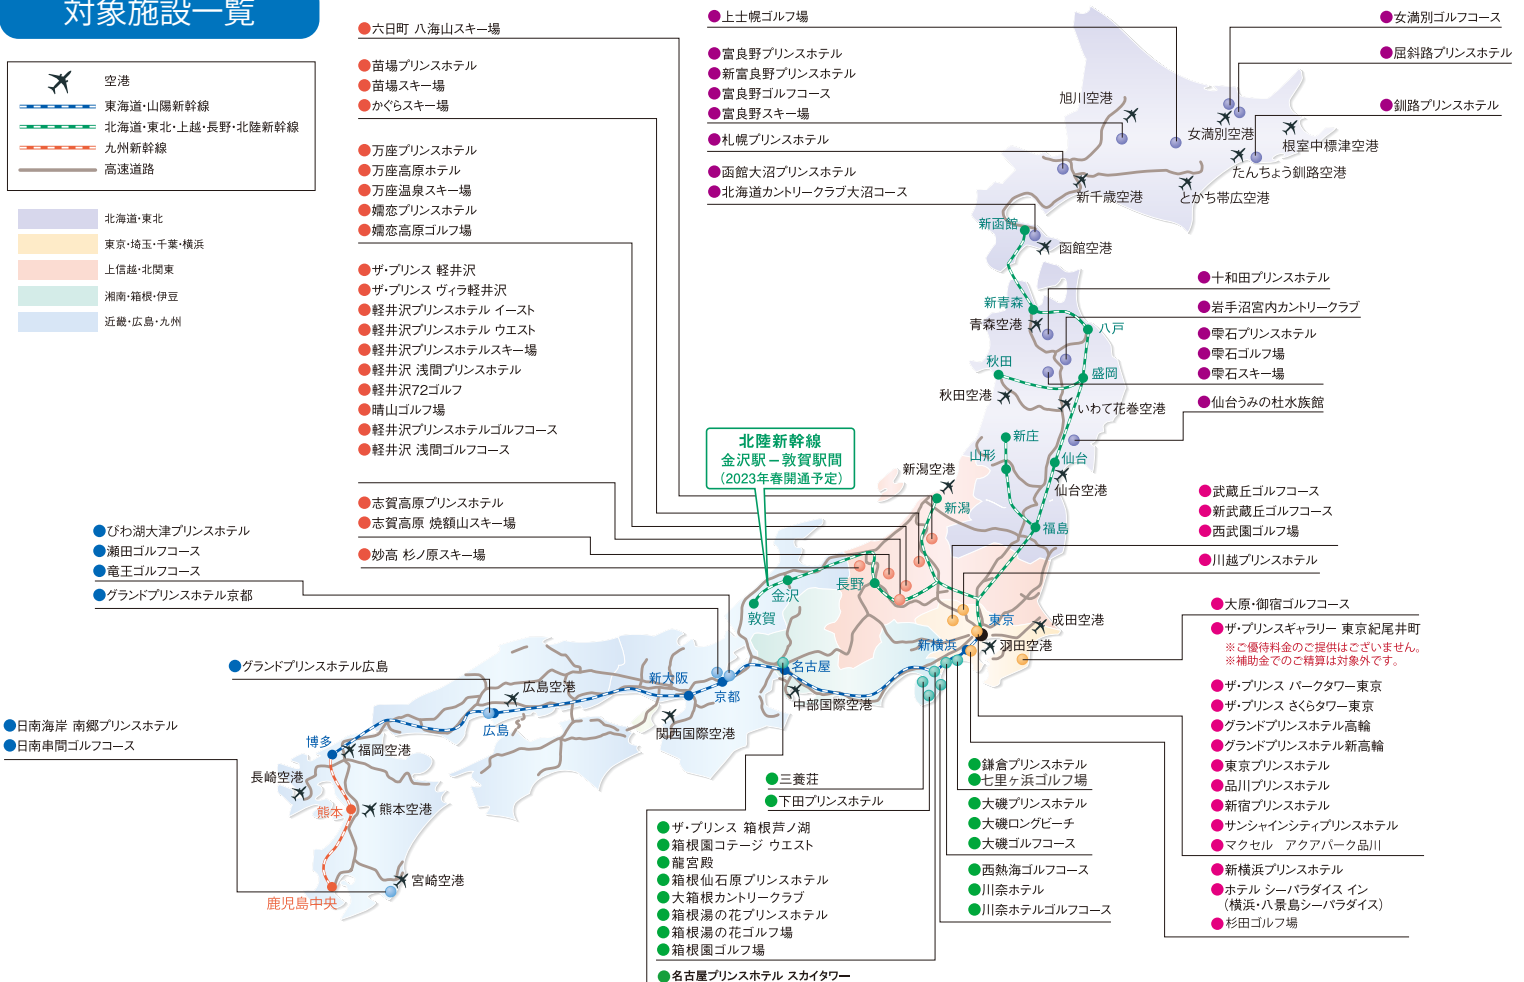 対象施設一覧
空港
東海道・山陽新幹線
北海道・東北・上越・長野・北陸新幹線
九州新幹線
高速道路
北海道・東北
東京・埼玉・千葉・横浜
上信越・北関東
湘南・箱根・伊豆
近畿・広島・九州
六日町 八海山スキー場
苗場プリンスホテル
苗場スキー場
かぐらスキー場
万座プリンスホテル
万座高原ホテル
万座温泉スキー場
嬬恋プリンスホテル
嬬恋高原ゴルフ場
ザ・プリンス 軽井沢
ザ・プリンス ヴィラ軽井沢
軽井沢プリンスホテル イースト
軽井沢プリンスホテル ウエスト
軽井沢プリンスホテルスキー場
軽井沢 浅間プリンスホテル
軽井沢72ゴルフ
晴山ゴルフ場
軽井沢プリンスホテルゴルフコース
軽井沢 浅間ゴルフコース
志賀高原プリンスホテル
志賀高原 焼額山スキー場
妙高 杉ノ原スキー場
上士幌ゴルフ場
富良野プリンスホテル
新富良野プリンスホテル
富良野ゴルフコース
富良野スキー場
札幌プリンスホテル
函館大沼プリンスホテル
北海道カントリークラブ大沼コース
女満別ゴルフコース
屈斜路プリンスホテル
釧路プリンスホテル
旭川空港
女満別空港
根室中標津空港
たんちょう釧路空港
新千歳空港
とかち帯広空港
新函館
函館空港
新青森
青森空港
八戸
秋田
盛岡
秋田空港
いわて花巻空港
新庄
山形
仙台
仙台空港
新潟空港
新潟
福島
十和田プリンスホテル
岩手沼宮内カントリークラブ
雫石プリンスホテル
雫石ゴルフ場
雫石スキー場
仙台うみの杜水族館
北陸新幹線
金沢駅－敦賀駅間
(2023年春開通予定)
武蔵丘ゴルフコース
新武蔵丘ゴルフコース
西武園ゴルフ場
川越プリンスホテル
大原・御宿ゴルフコース
ザ・プリンスギャラリー 東京紀尾井町
※ご優待料金のご提供はございません。
※補助金でのご精算は対象外です。
ザ・プリンス パークタワー東京
ザ・プリンス さくらタワー東京
グランドプリンスホテル高輪
グランドプリンスホテル新高輪
東京プリンスホテル
品川プリンスホテル
新宿プリンスホテル
サンシャインシティプリンスホテル
マクセル アクアパーク品川
新横浜プリンスホテル
ホテル シーパラダイス イン
(横浜・八景島シーパラダイス)
杉田ゴルフ場
びわ湖大津プリンスホテル
瀬田ゴルフコース
竜王ゴルフコース
グランドプリンスホテル京都
グランドプリンスホテル広島
日南海岸 南郷プリンスホテル
日南串間ゴルフコース
長野
金沢
敦賀
東京
成田空港
新横浜
羽田空港
名古屋
中部国際空港
新大阪
京都
関西国際空港
広島空港
広島
博多
福岡空港
長崎空港
熊本
熊本空港
宮崎空港
鹿児島中央
三養荘
下田プリンスホテル
ザ・プリンス 箱根芦ノ湖
箱根園コテージ ウエスト
龍宮殿
箱根仙石原プリンスホテル
大箱根カントリークラブ
箱根湯の花プリンスホテル
箱根湯の花ゴルフ場
箱根園ゴルフ場
名古屋プリンスホテル スカイタワー
鎌倉プリンスホテル
七里ヶ浜ゴルフ場
大磯プリンスホテル
大磯ロングビーチ
大磯ゴルフコース
西熱海ゴルフコース
川奈ホテル
川奈ホテルゴルフコース